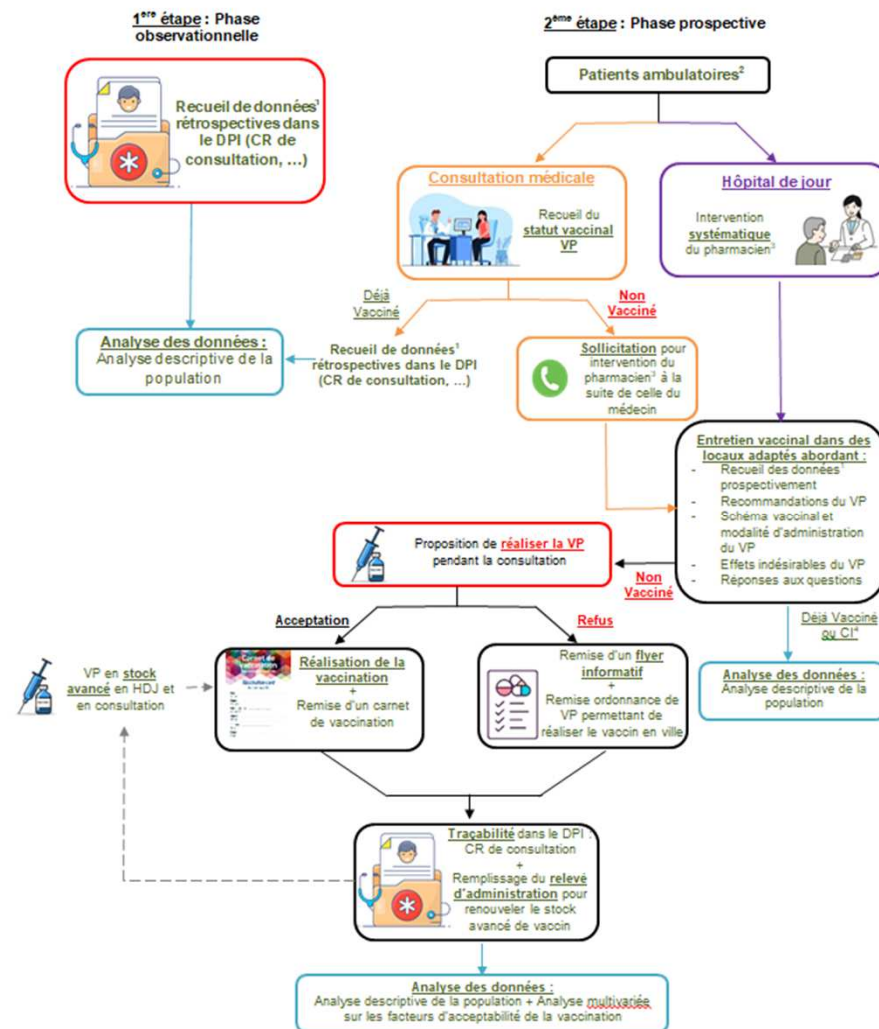 1ère étape : Phase
observationnelle
Recueil de données¹
rétrospectives dans
le DPI (CR de
consultation, ...)
Analyse des données :
Analyse descriptive de la
population
2ème étape : Phase prospective
Patients ambulatoires²
Consultation médicale
Recueil du
statut vaccinal
VP
Hôpital de jour
Intervention
systématique
du pharmacien³
Déjà
Vacciné
Non
Vacciné
Recueil de données¹
rétrospectives dans le DPI
(CR de consultation, ...)
Sollicitation pour
intervention du
pharmacien³ à la
suite de celle du
médecin
Entretien vaccinal dans des
locaux adaptés abordant :
- Recueil des données¹
prospectivement
- Recommandations du VP
- Schéma vaccinal et
modalité d'administration
du VP
- Effets indésirables du VP
- Réponses aux questions
Non
Vacciné
Proposition de réaliser la VP
pendant la consultation
Déjà Vacciné
ou CI⁴
Analyse des données :
Analyse descriptive de la
population
Acceptation
Refus
VP en stock
avancé en HDJ et
en consultation
Carnet de
vaccination
Réalisation de la
vaccination
+
Remise d'un carnet
de vaccination
Remise d'un flyer
informatif
+
Remise ordonnance de
VP permettant de
réaliser le vaccin en ville
Traçabilité dans le DPI :
CR de consultation
+
Remplissage du relevé
d'administration pour
renouveler le stock
avancé de vaccin
Analyse des données :
Analyse descriptive de la population + Analyse multivariée
sur les facteurs d'acceptabilité de la vaccination